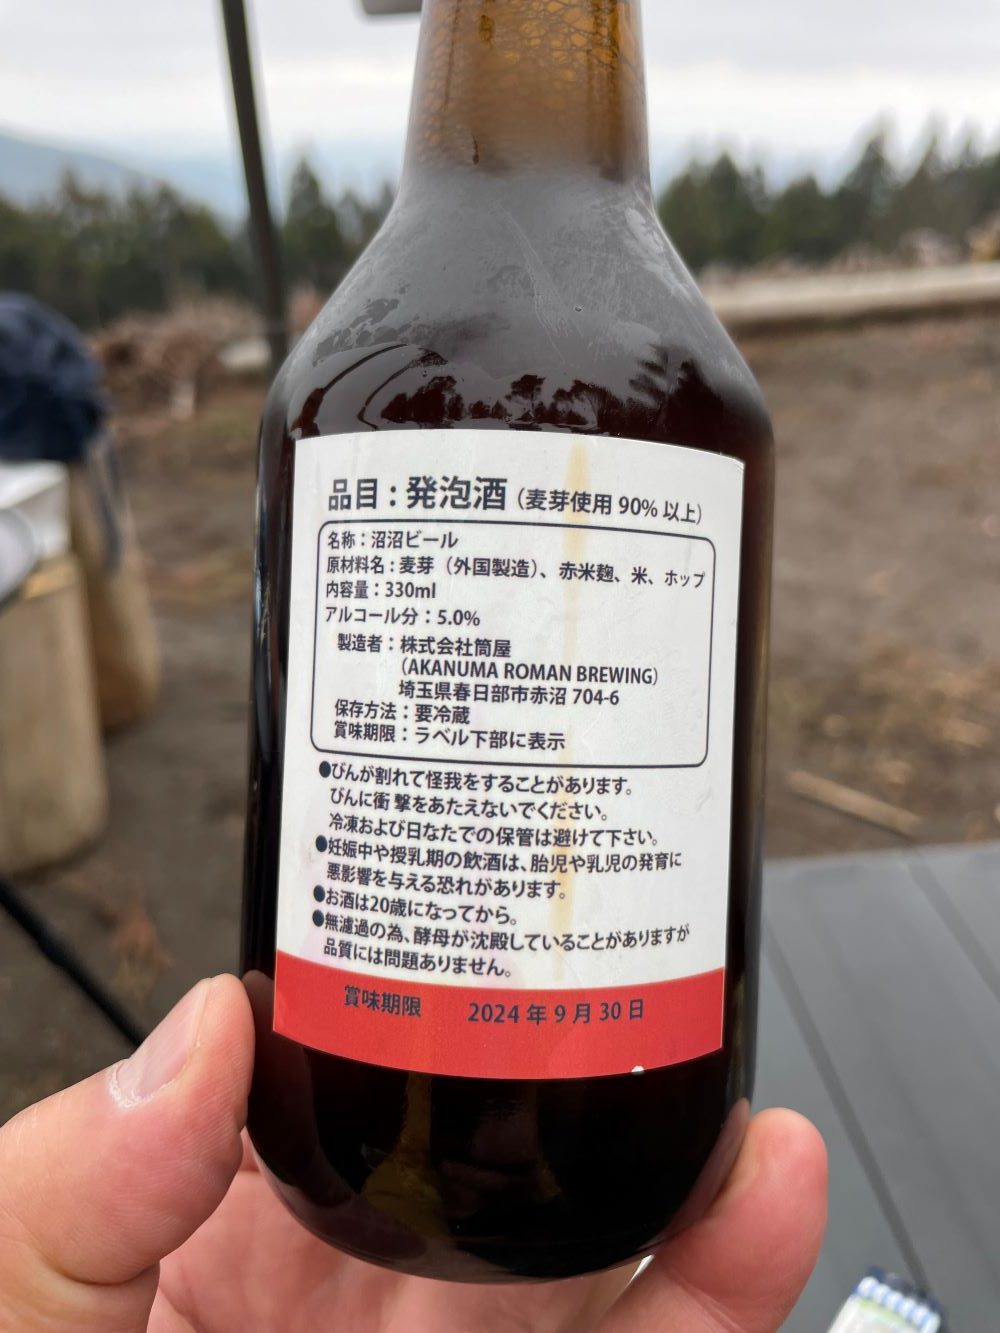 品目：発泡酒（麦芽使用 90% 以上）
名称：沼沼ビール
原材料名：麦芽（外国製造）、赤米麹、米、ホップ
内容量：330ml
アルコール分：5.0%
製造者：株式会社筒屋
（AKANUMA ROMAN BREWING）
埼玉県春日部市赤沼 704-6
保存方法：要冷蔵
賞味期限：ラベル下部に表示
●びんが割れて怪我をすることがあります。
びんに衝 撃をあたえないでください。
冷凍および日なたでの保管は避けて下さい。
●妊娠中や授乳期の飲酒は、胎児や乳児の発育に
悪影響を与える恐れがあります。
●お酒は20歳になってから。
●無濾過の為、酵母が沈殿していることがありますが
品質には問題ありません。
賞味期限 2024 年 9 月 30 日